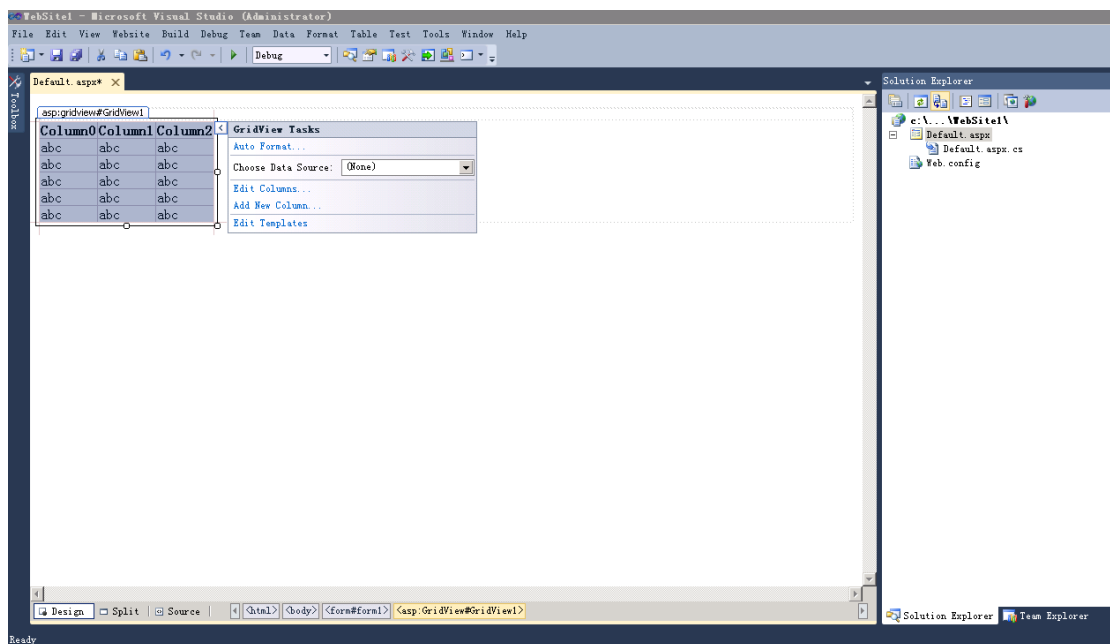 WebSite1 - Microsoft Visual Studio (Administrator)
File Edit View Website Build Debug Team Data Format Table Test Tools Window Help
Debug
Default.aspx*
Solution Explorer
Toolbox
asp:gridview#GridView1
Column0 Column1 Column2
abc abc abc
abc abc abc
abc abc abc
abc abc abc
abc abc abc
GridView Tasks
Auto Format...
Choose Data Source: (None)
Edit Columns...
Add New Column...
Edit Templates
c:\...\WebSite1\
Default.aspx
Default.aspx.cs
Web.config
Design Split Source <html> <body> <form#form1> <asp:GridView#GridView1>
Solution Explorer Team Explorer
Ready